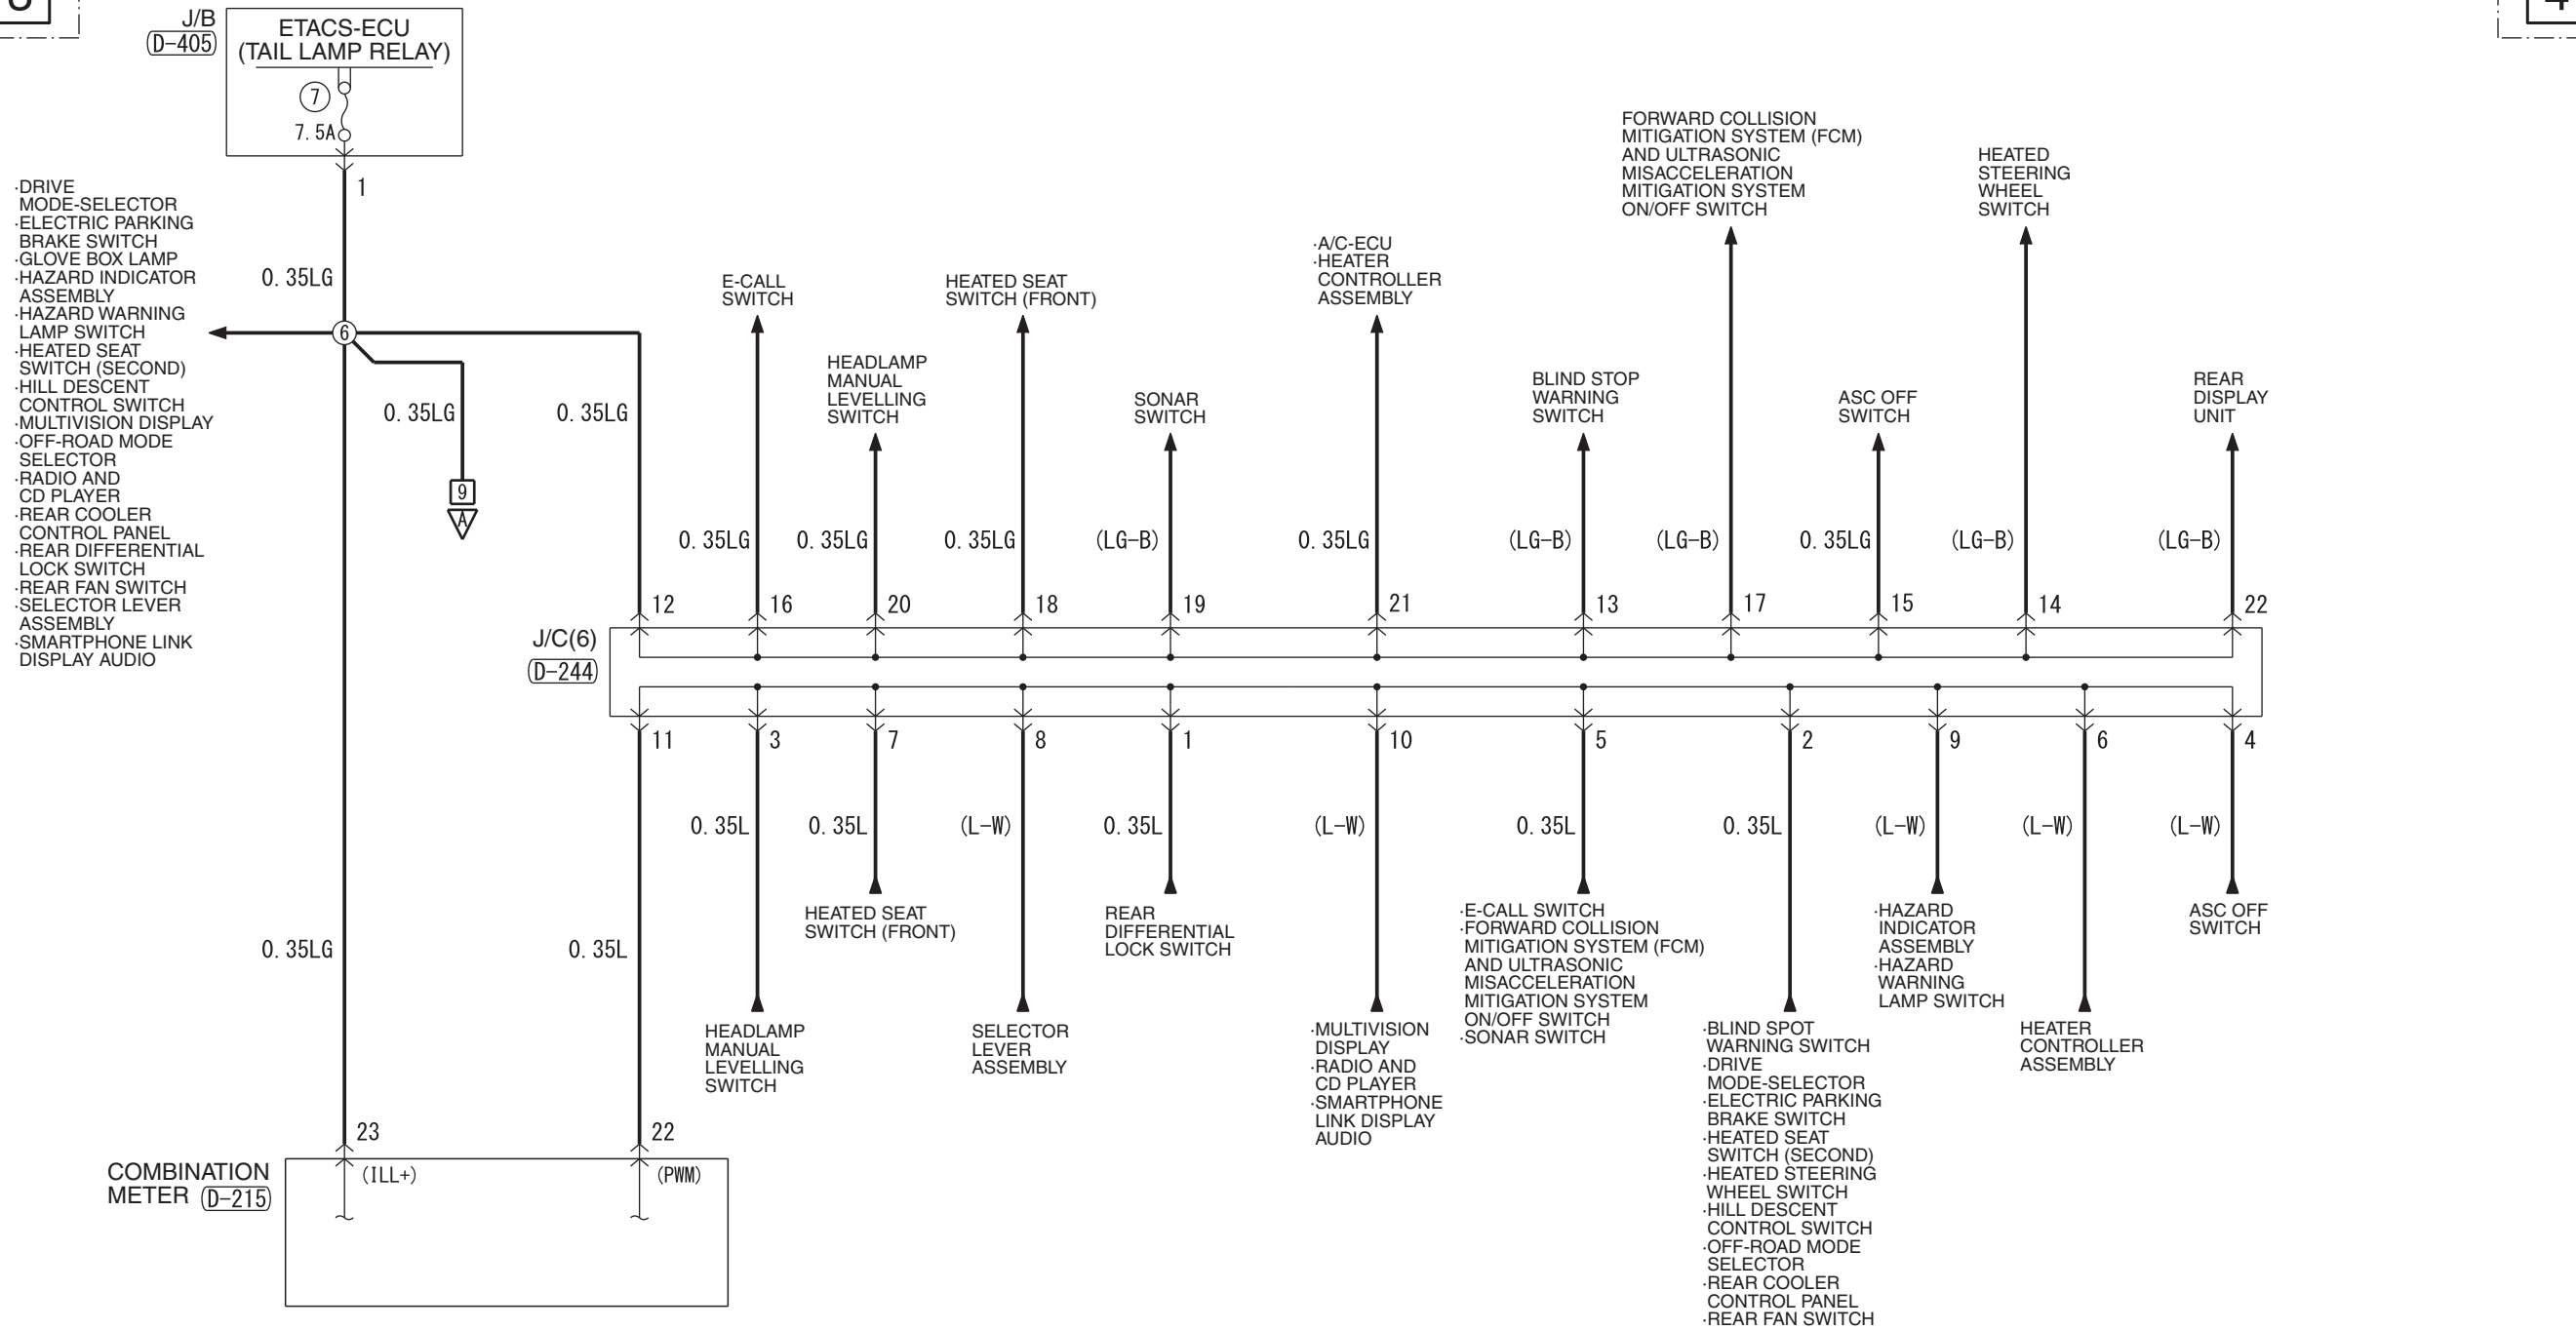 J/B
D-405
ETACS-ECU
(TAIL LAMP RELAY)
7
7. 5A
1
·DRIVE
MODE-SELECTOR
·ELECTRIC PARKING
BRAKE SWITCH
·GLOVE BOX LAMP
·HAZARD INDICATOR
ASSEMBLY
·HAZARD WARNING
LAMP SWITCH
·HEATED SEAT
SWITCH (SECOND)
·HILL DESCENT
CONTROL SWITCH
·MULTIVISION DISPLAY
·OFF-ROAD MODE
SELECTOR
·RADIO AND
CD PLAYER
·REAR COOLER
CONTROL PANEL
·REAR DIFFERENTIAL
LOCK SWITCH
·REAR FAN SWITCH
·SELECTOR LEVER
ASSEMBLY
·SMARTPHONE LINK
DISPLAY AUDIO
0. 35LG
6
0. 35LG
9
A
0. 35LG
E-CALL
SWITCH
HEADLAMP
MANUAL
LEVELLING
SWITCH
HEATED SEAT
SWITCH (FRONT)
SONAR
SWITCH
·A/C-ECU
·HEATER
CONTROLLER
ASSEMBLY
BLIND STOP
WARNING
SWITCH
FORWARD COLLISION
MITIGATION SYSTEM (FCM)
AND ULTRASONIC
MISACCELERATION
MITIGATION SYSTEM
ON/OFF SWITCH
ASC OFF
SWITCH
HEATED
STEERING
WHEEL
SWITCH
REAR
DISPLAY
UNIT
0. 35LG
0. 35LG
0. 35LG
(LG-B)
0. 35LG
(LG-B)
(LG-B)
0. 35LG
(LG-B)
(LG-B)
12
16
20
18
19
21
13
17
15
14
22
J/C(6)
D-244
11
3
7
8
1
10
5
2
9
6
4
0. 35L
0. 35L
(L-W)
0. 35L
(L-W)
0. 35L
0. 35L
(L-W)
(L-W)
(L-W)
0. 35LG
0. 35L
HEADLAMP
MANUAL
LEVELLING
SWITCH
HEATED SEAT
SWITCH (FRONT)
SELECTOR
LEVER
ASSEMBLY
REAR
DIFFERENTIAL
LOCK SWITCH
·MULTIVISION
DISPLAY
·RADIO AND
CD PLAYER
·SMARTPHONE
LINK DISPLAY
AUDIO
·E-CALL SWITCH
·FORWARD COLLISION
MITIGATION SYSTEM (FCM)
AND ULTRASONIC
MISACCELERATION
MITIGATION SYSTEM
ON/OFF SWITCH
·SONAR SWITCH
·BLIND SPOT
WARNING SWITCH
·DRIVE
MODE-SELECTOR
·ELECTRIC PARKING
BRAKE SWITCH
·HEATED SEAT
SWITCH (SECOND)
·HEATED STEERING
WHEEL SWITCH
·HILL DESCENT
CONTROL SWITCH
·OFF-ROAD MODE
SELECTOR
·REAR COOLER
CONTROL PANEL
·REAR FAN SWITCH
·HAZARD
INDICATOR
ASSEMBLY
·HAZARD
WARNING
LAMP SWITCH
HEATER
CONTROLLER
ASSEMBLY
ASC OFF
SWITCH
23
22
COMBINATION
METER D-215
(ILL+)
(PWM)